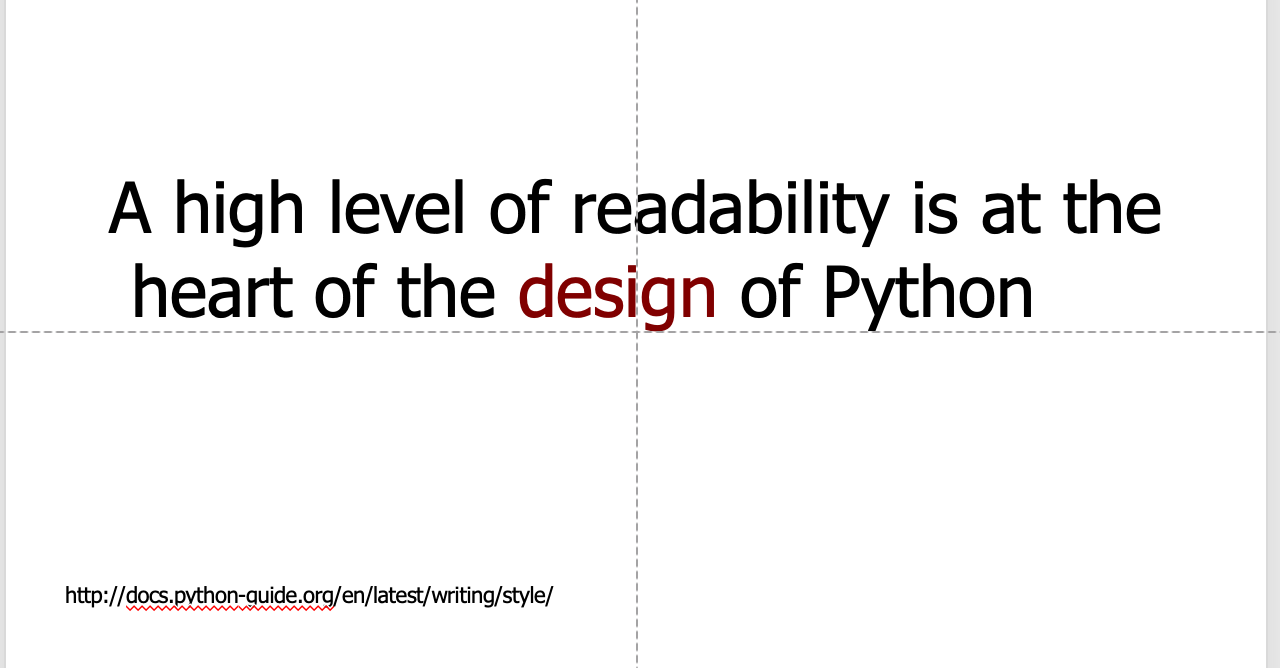 A high level of readability is at the
heart of the design of Python
http://docs.python-guide.org/en/latest/writing/style/